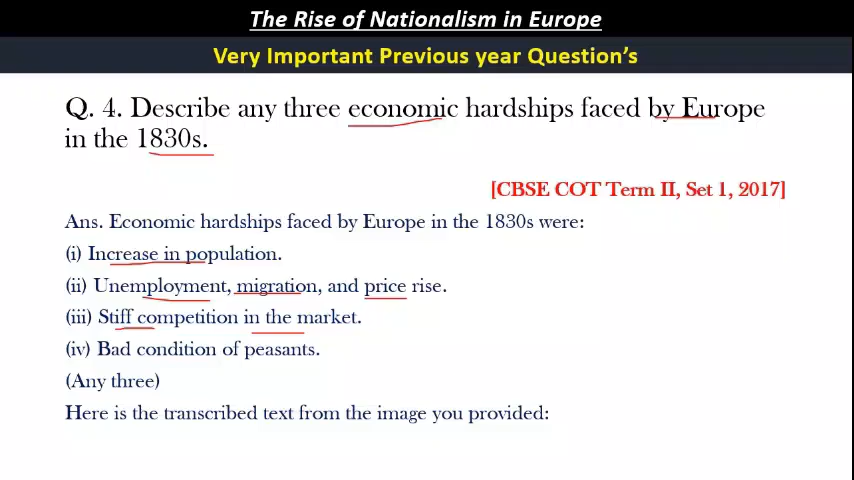 The Rise of Nationalism in Europe
Very Important Previous year Question's
Q. 4. Describe any three economic hardships faced by Europe
in the 1830s.
[CBSE COT Term II, Set 1, 2017]
Ans. Economic hardships faced by Europe in the 1830s were:
(i) Increase in population.
(ii) Unemployment, migration, and price rise.
(iii) Stiff competition in the market.
(iv) Bad condition of peasants.
(Any three)
Here is the transcribed text from the image you provided: